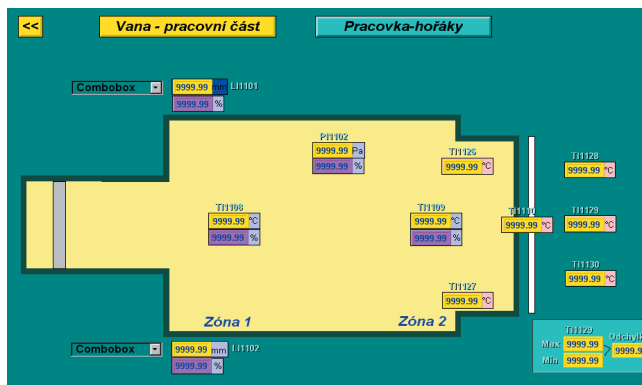 << Vana - pracovní část Pracovka-hořáky
Combobox 9999.99 mm LI1101
9999.99 %
PI1102
9999.99 Pa
9999.99 %
TI1126
9999.99 °C
TI1128
9999.99 °C
TI1108
9999.99 °C
9999.99 %
TI1109
9999.99 °C
9999.99 %
9999.99 °C
TI1129
9999.99 °C
TI1127
9999.99 °C
TI1130
9999.99 °C
Zóna 1 Zóna 2
Combobox 9999.99 mm LI1102
9999.99 %
TI1129
Max 9999.99
Min 9999.99
Odchylk
9999.9